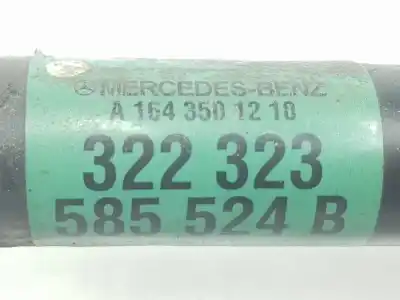 MERCEDES-BENZ
A 164 350 12 10
322 323
585 524 B